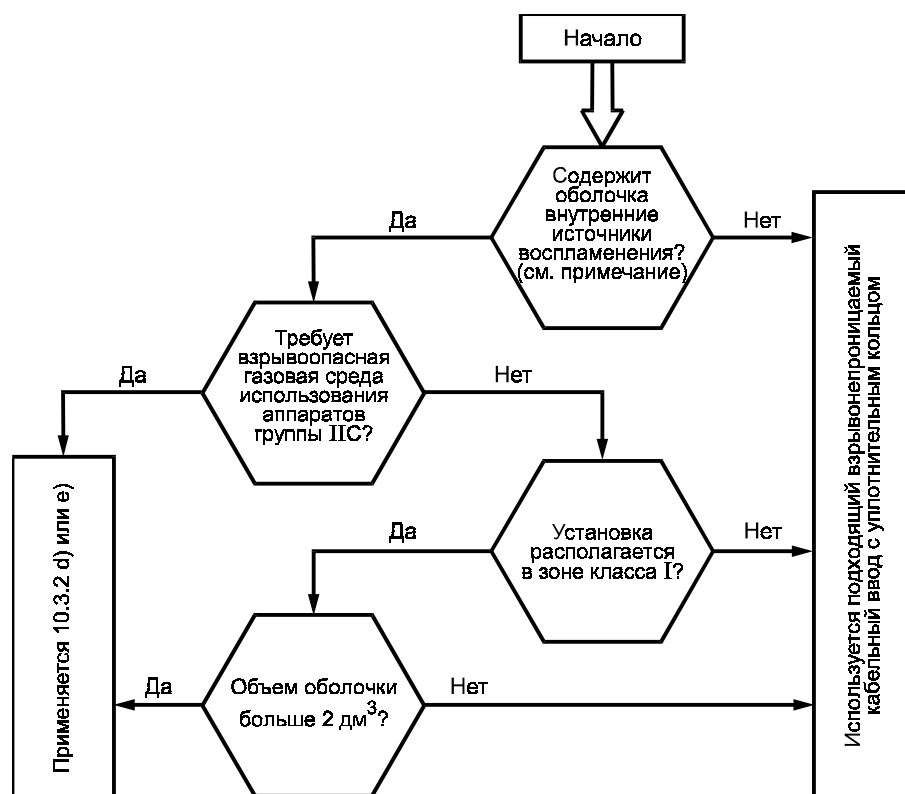 Начало
Содержит
оболочка
внутренние
источники
воспламенения?
(см. примечание)
Да
Нет
Требует
взрывоопасная
газовая среда
использования
аппаратов
группы IIC?
Да
Нет
Установка
располагается
в зоне класса I?
Да
Нет
Объем оболочки
больше 2 дм³?
Да
Нет
Применяется 10.3.2 d) или e)
Используется подходящий взрывонепроницаемый
кабельный ввод с уплотнительным кольцом